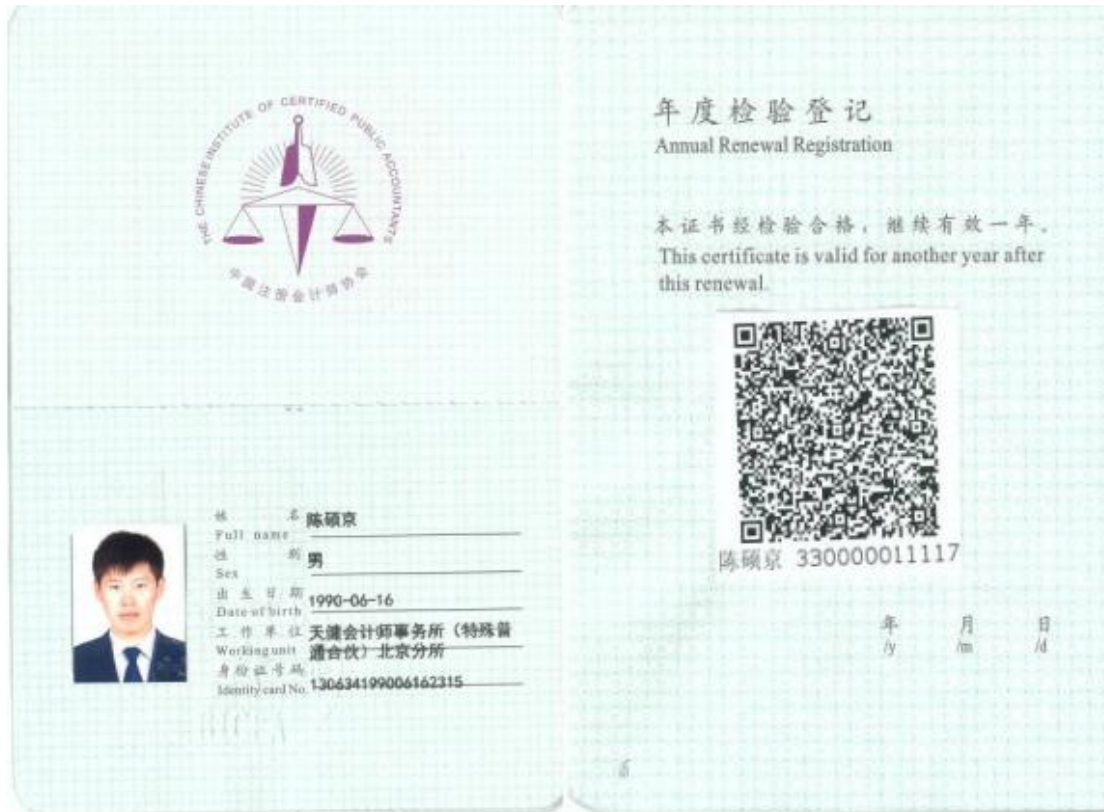 THE CHINESE INSTITUTE OF CERTIFIED PUBLIC ACCOUNTANTS
中国注册会计师协会
姓 名 陈硕京
Full name
性 别 男
Sex
出生日期 1990-06-16
Date of birth
工作单位 天健会计师事务所（特殊普
Working unit 通合伙）北京分所
身份证号码
Identity card No. 130634199006162315
年度检验登记
Annual Renewal Registration
本证书经检验合格，继续有效一年。
This certificate is valid for another year after
this renewal.
陈硕京 330000011117
年 月 日
/y /m /d
6